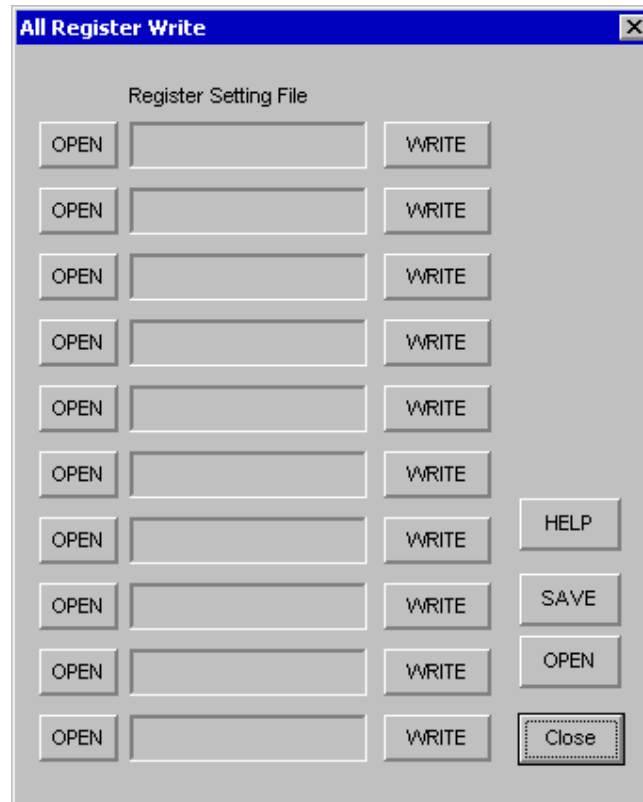 All Register Write
Register Setting File
OPEN WRITE
OPEN WRITE
OPEN WRITE
OPEN WRITE
OPEN WRITE
OPEN WRITE
OPEN WRITE HELP
OPEN WRITE SAVE
OPEN WRITE OPEN
OPEN WRITE Close